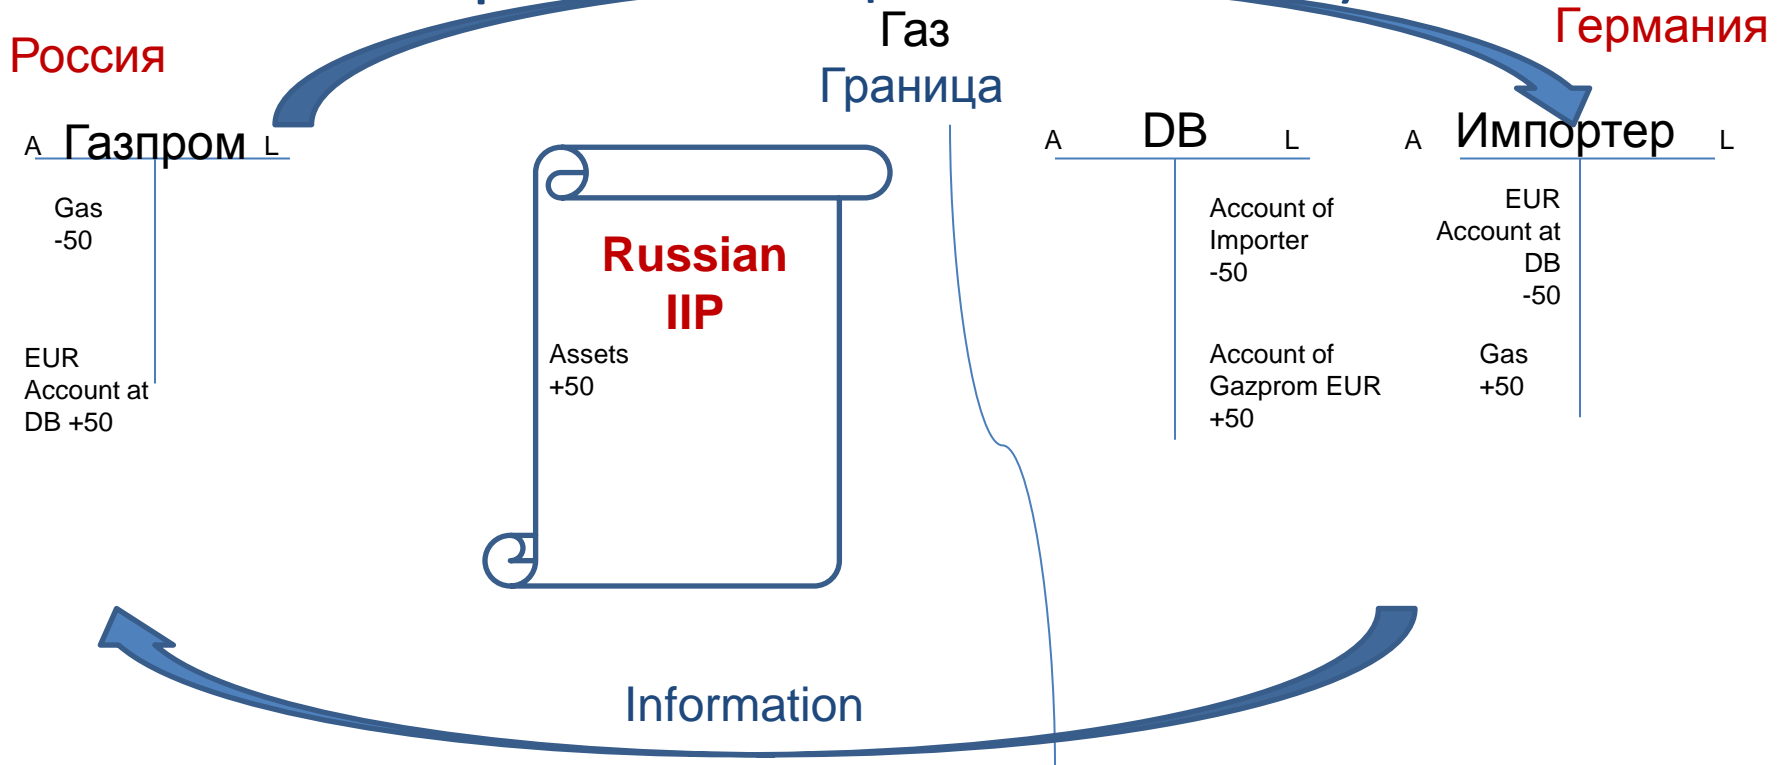 Газ
Германия
Россия
Граница
A Газпром L
A DB L
A Импортер L
Gas
-50
EUR
Account at
DB +50
Russian
IIP
Assets
+50
Account of
Importer
-50
Account of
Gazprom EUR
+50
EUR
Account at
DB
-50
Gas
+50
Information